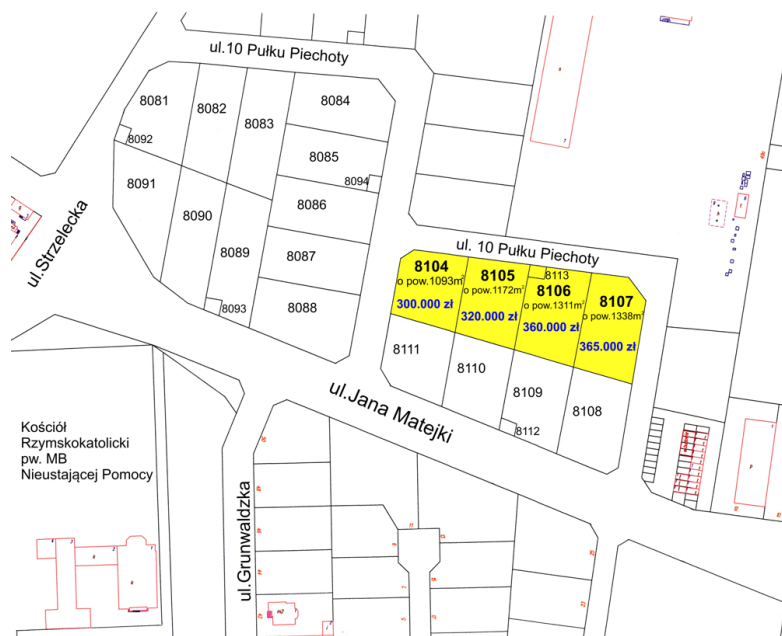 ul.10 Pułku Piechoty
8081
8082
8083
8084
8092
8085
8094
8091
8090
8086
8089
8087
8093
8088
ul.Strzelecka
ul. 10 Pułku Piechoty
8104
o pow.1093m²
300.000 zł
8105
o pow.1172m²
320.000 zł
8113
8106
o pow.1311m²
360.000 zł
8107
o pow.1338m²
365.000 zł
8111
8110
8109
8112
8108
ul.Jana Matejki
Kościół
Rzymskokatolicki
pw. MB
Nieustającej Pomocy
ul.Grunwaldzka